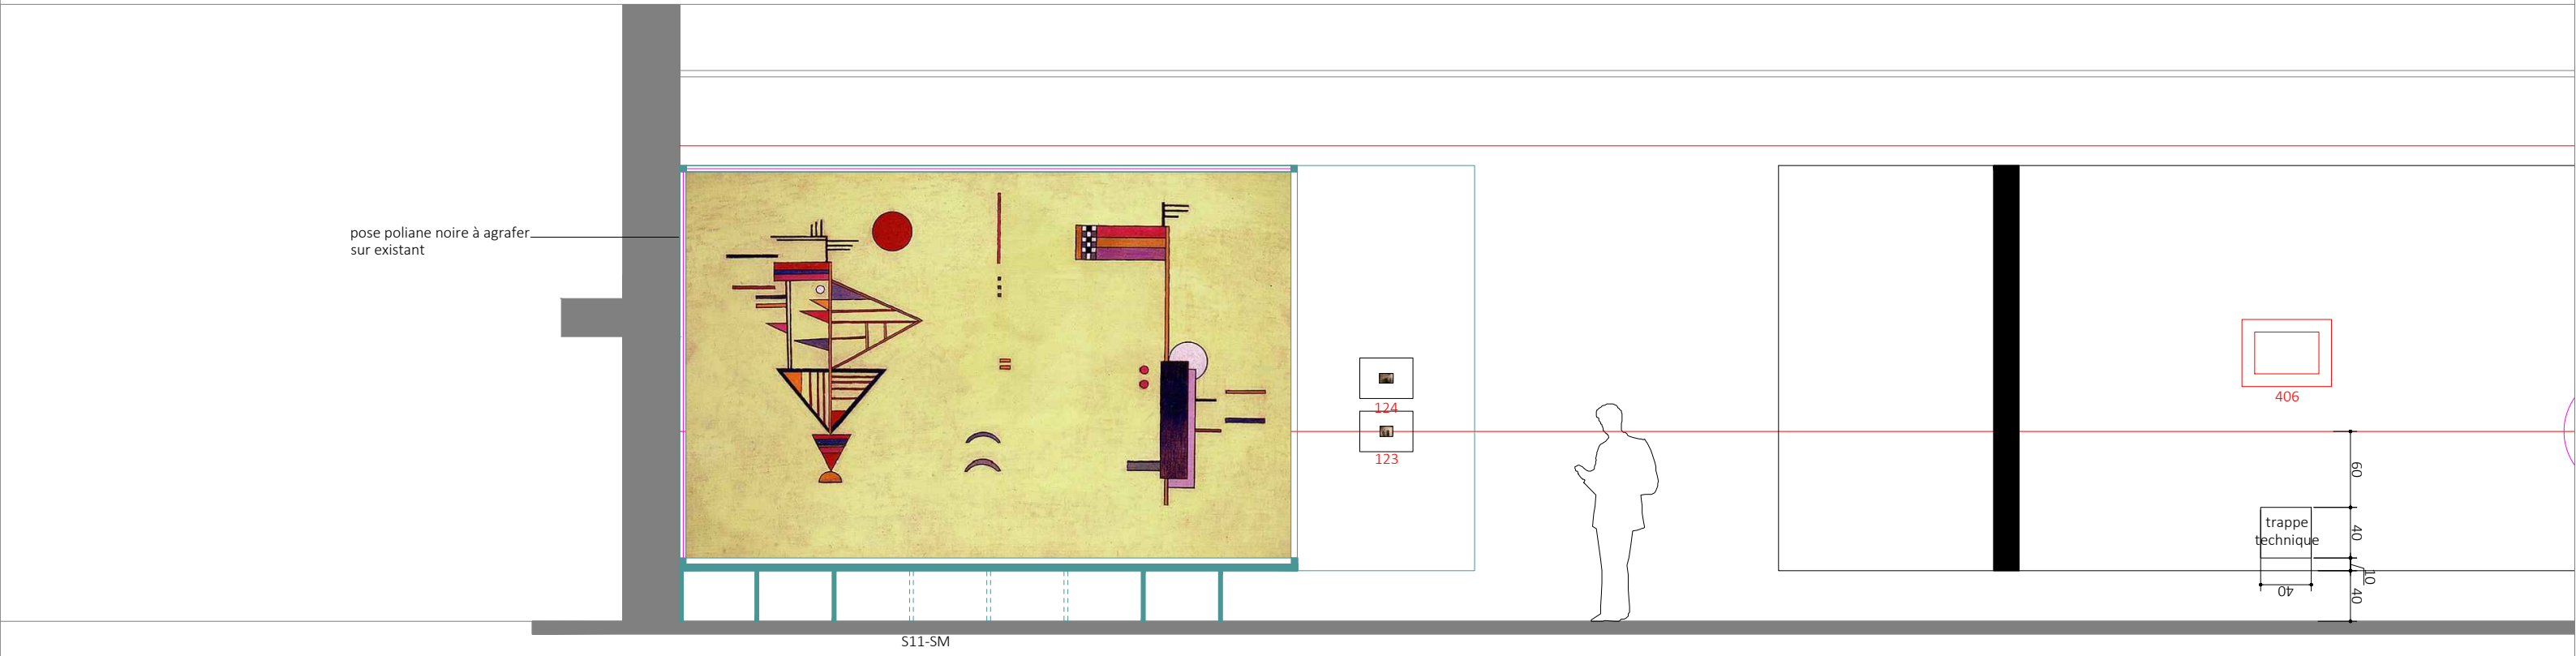 pose poliane noire à agrafer
sur existant
124
123
406
60
trappe
technique
40
10
40
40
S11-SM